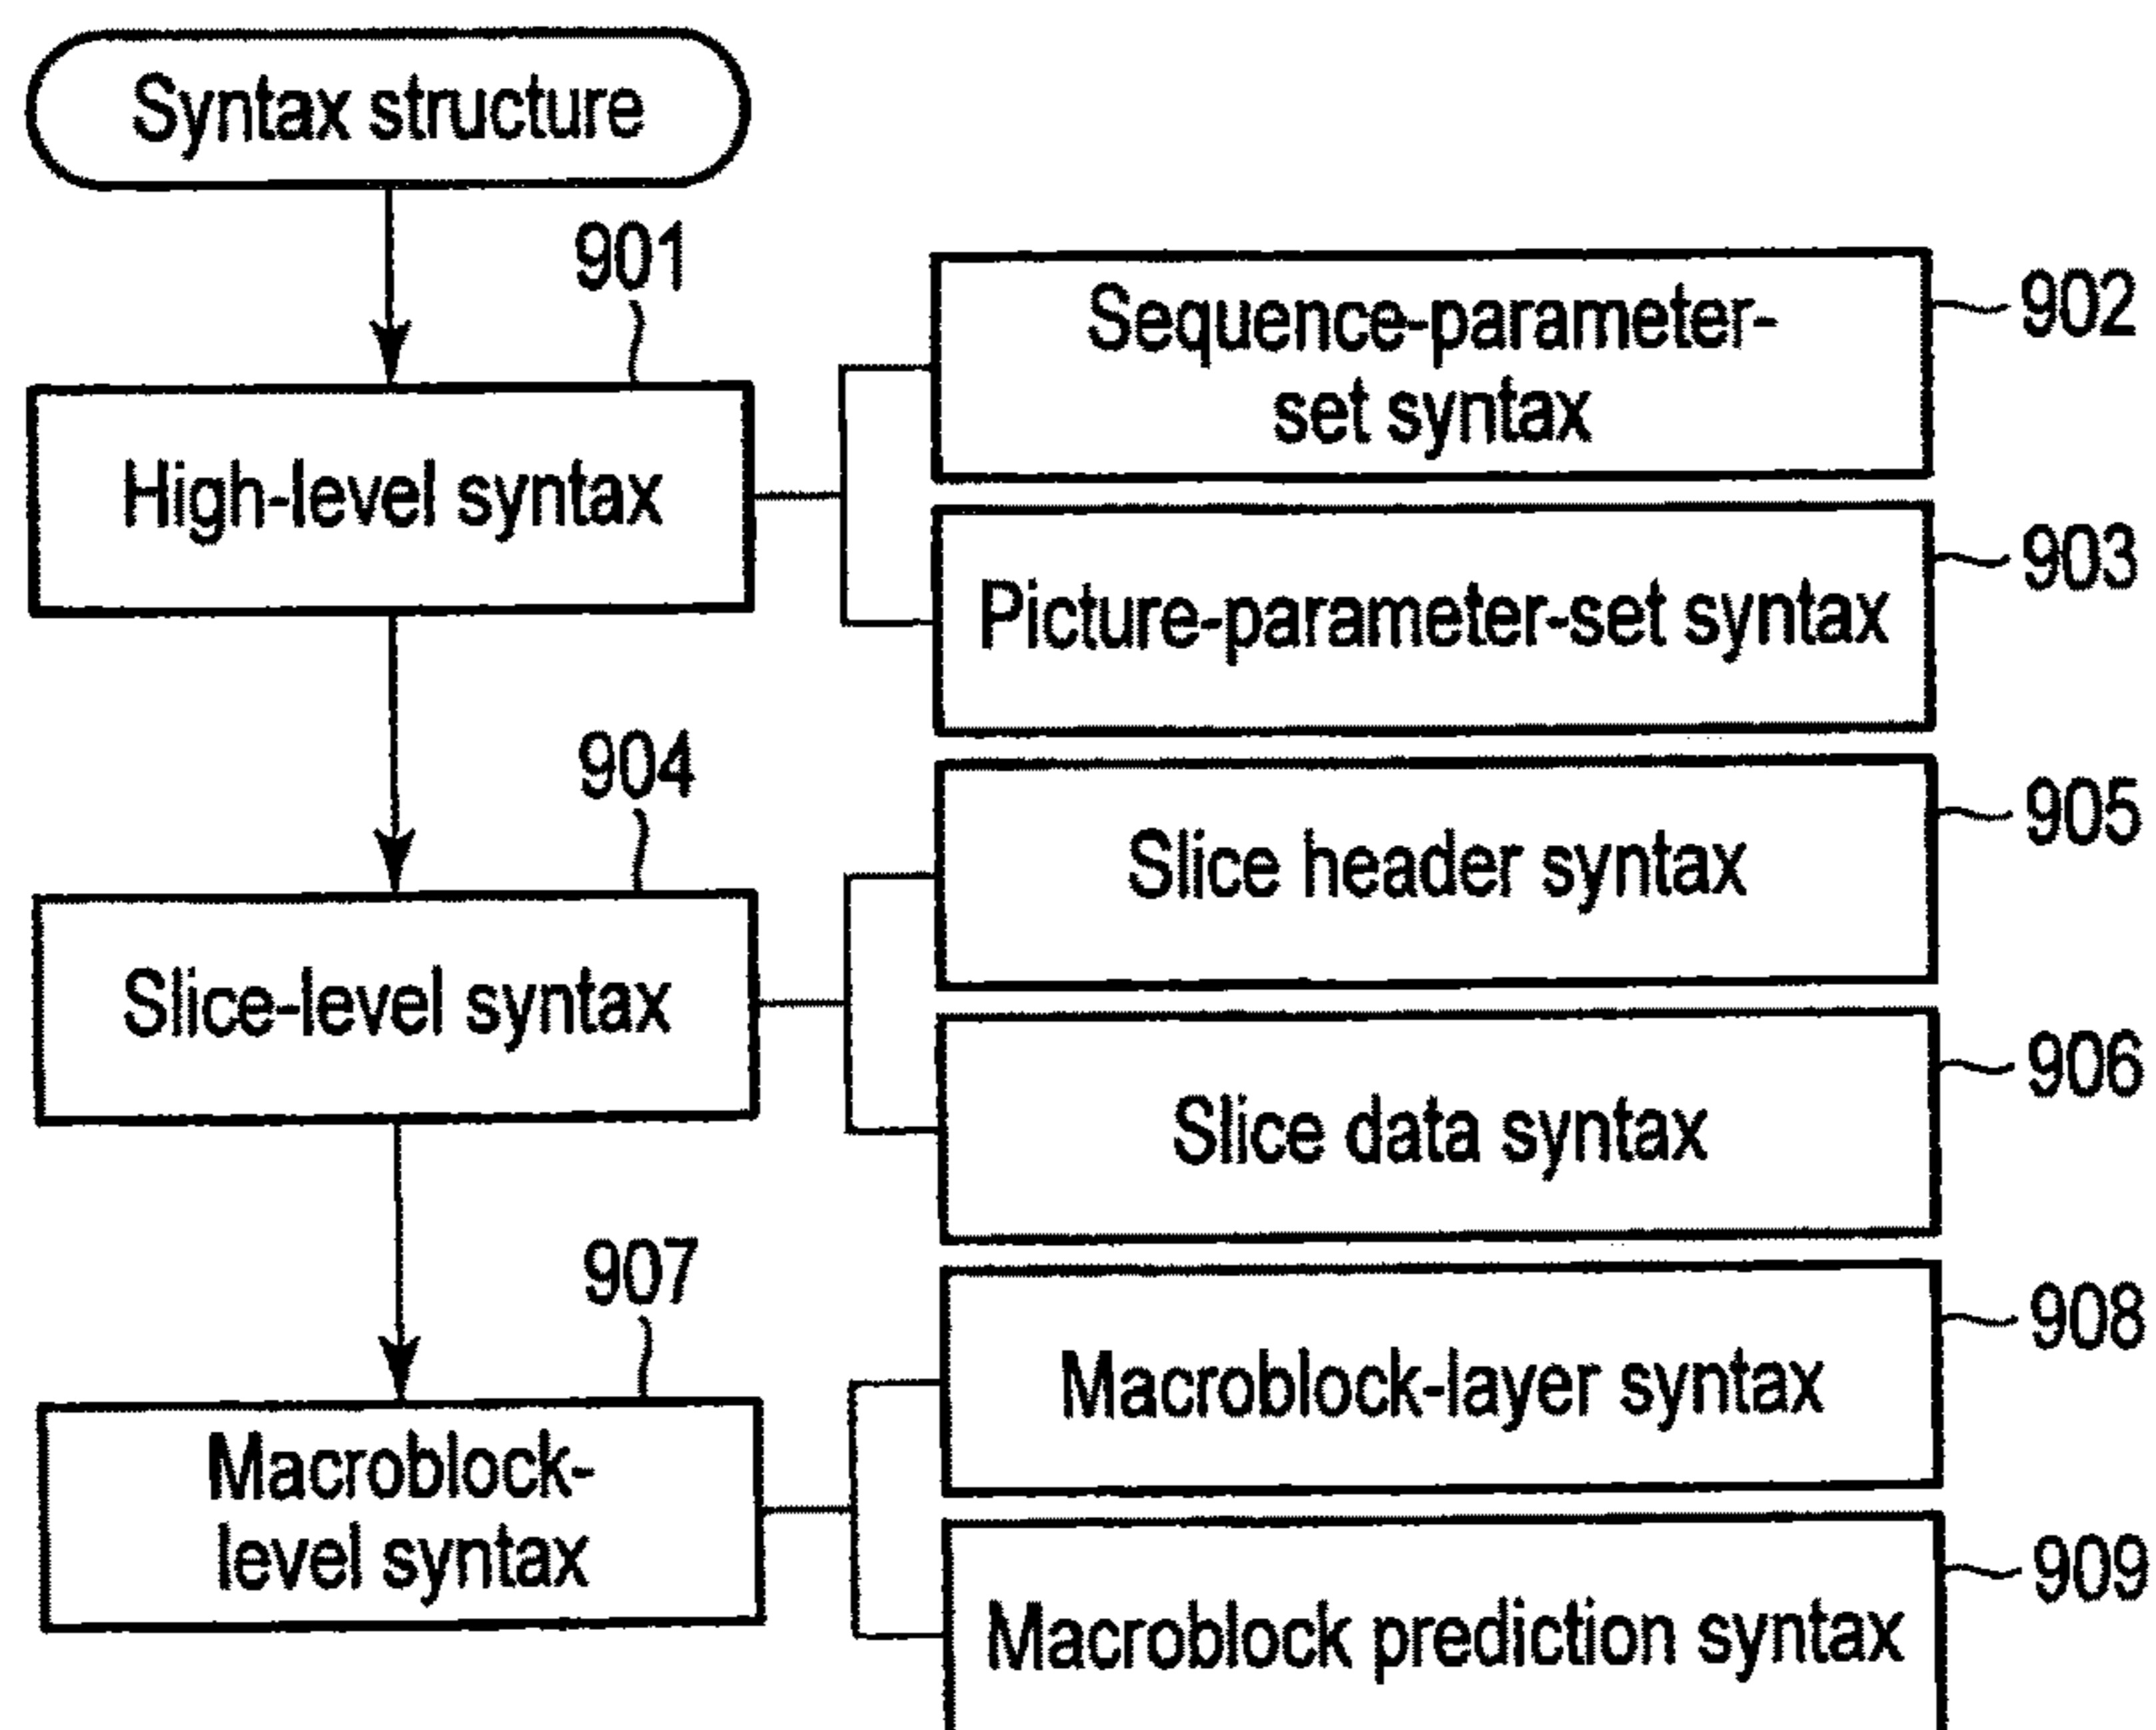 Syntax structure
901
High-level syntax
Sequence-parameter-
set syntax
902
Picture-parameter-set syntax
903
904
Slice-level syntax
Slice header syntax
905
Slice data syntax
906
907
Macroblock-
level syntax
Macroblock-layer syntax
908
Macroblock prediction syntax
909